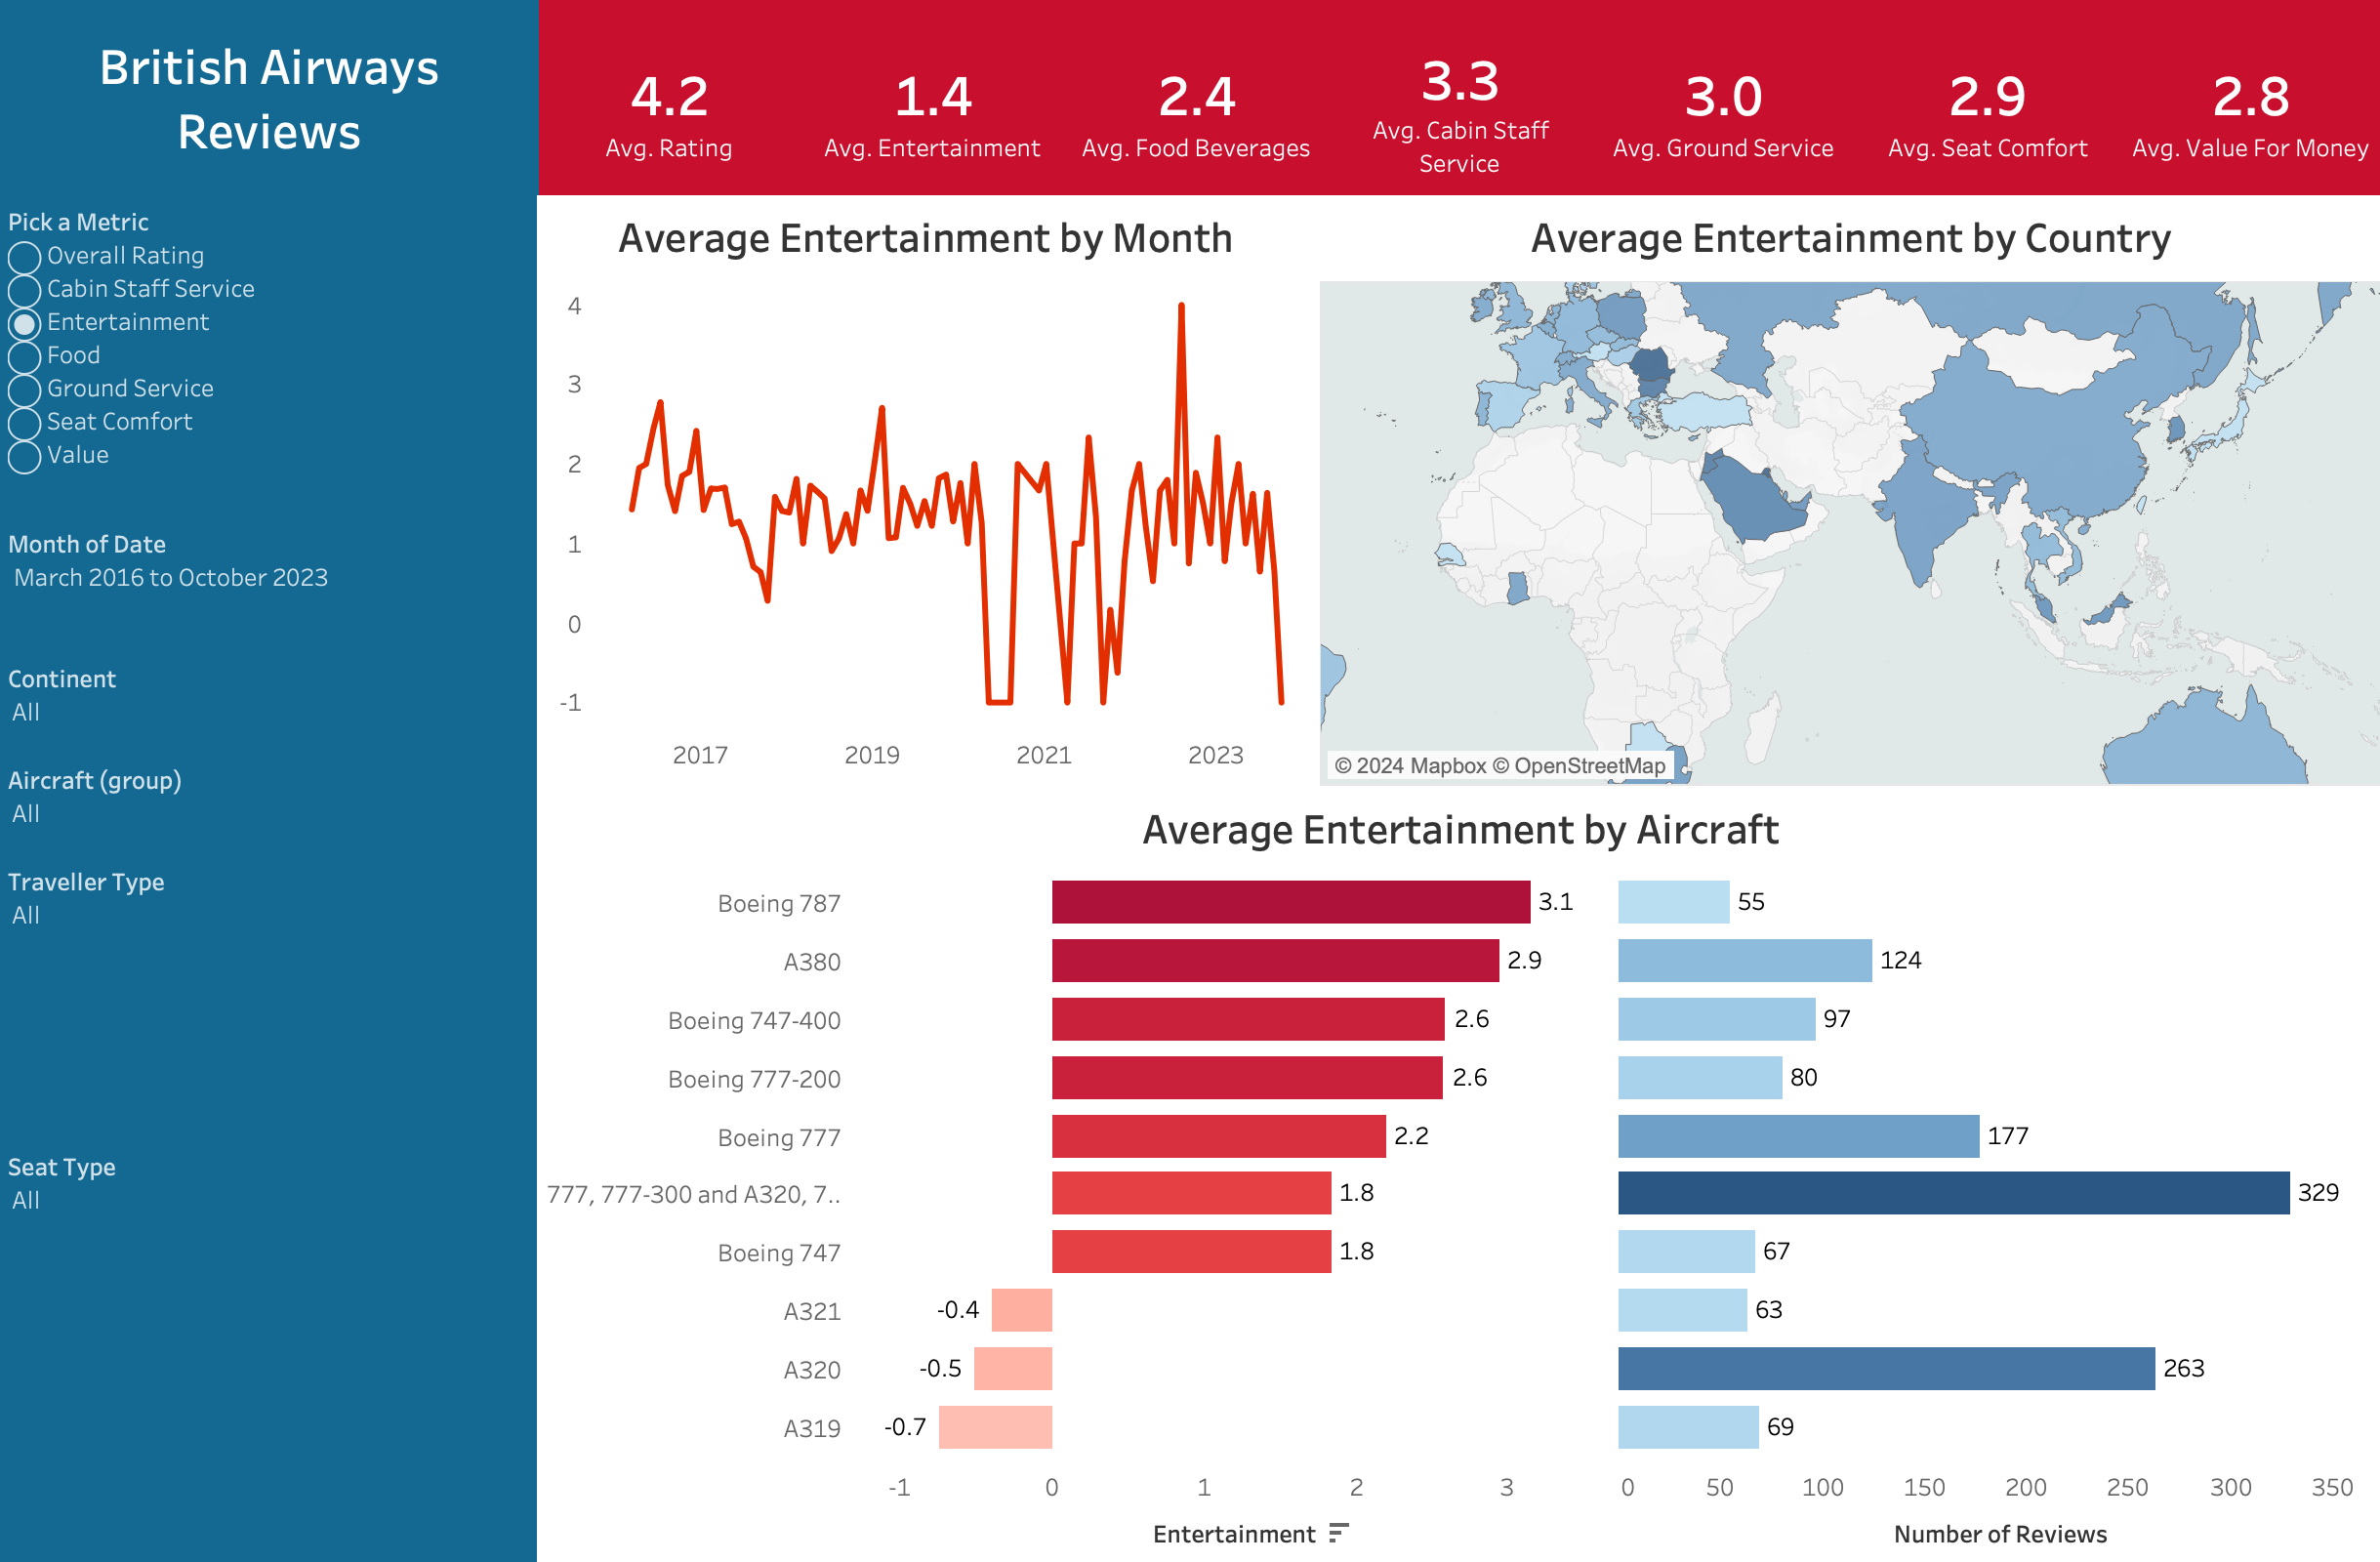 British Airways
Reviews
4.2
Avg. Rating
1.4
Avg. Entertainment
2.4
Avg. Food Beverages
3.3
Avg. Cabin Staff
Service
3.0
Avg. Ground Service
2.9
Avg. Seat Comfort
2.8
Avg. Value For Money
Pick a Metric
Overall Rating
Cabin Staff Service
Entertainment
Food
Ground Service
Seat Comfort
Value
Month of Date
March 2016 to October 2023
Continent
All
Aircraft (group)
All
Traveller Type
All
Seat Type
All
Average Entertainment by Month
4
3
2
1
0
-1
2017 2019 2021 2023
Average Entertainment by Country
© 2024 Mapbox © OpenStreetMap
Average Entertainment by Aircraft
Boeing 787 3.1 55
A380 2.9 124
Boeing 747-400 2.6 97
Boeing 777-200 2.6 80
Boeing 777 2.2 177
777, 777-300 and A320, 7.. 1.8 329
Boeing 747 1.8 67
A321 -0.4 63
A320 -0.5 263
A319 -0.7 69
-1 0 1 2 3 0 50 100 150 200 250 300 350
Entertainment Number of Reviews